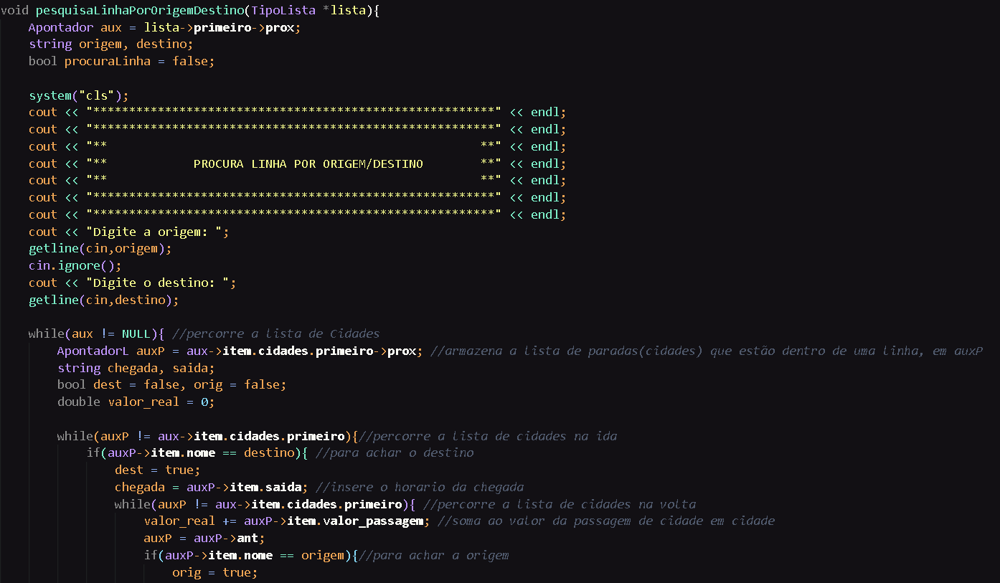 void pesquisaLinhaPorOrigemDestino(TipoLista *lista){
    Apontador aux = lista->primeiro->prox;
    string origem, destino;
    bool procuraLinha = false;

    system("cls");
    cout << "********************************************************" << endl;
    cout << "********************************************************" << endl;
    cout << "**                                                    **" << endl;
    cout << "**            PROCURA LINHA POR ORIGEM/DESTINO        **" << endl;
    cout << "**                                                    **" << endl;
    cout << "********************************************************" << endl;
    cout << "********************************************************" << endl;
    cout << "Digite a origem: ";
    getline(cin,origem);
    cin.ignore();
    cout << "Digite o destino: ";
    getline(cin,destino);

    while(aux != NULL){ //percorre a lista de Cidades
        ApontadorL auxP = aux->item.cidades.primeiro->prox; //armazena a lista de paradas(cidades) que estão dentro de uma linha, em auxP
        string chegada, saida;
        bool dest = false, orig = false;
        double valor_real = 0;

        while(auxP != aux->item.cidades.primeiro){//percorre a lista de cidades na ida
            if(auxP->item.nome == destino){ //para achar o destino
                dest = true;
                chegada = auxP->item.saida; //insere o horario da chegada
                while(auxP != aux->item.cidades.primeiro){ //percorre a lista de cidades na volta
                    valor_real += auxP->item.valor_passagem; //soma ao valor da passagem de cidade em cidade
                    auxP = auxP->ant;
                    if(auxP->item.nome == origem){//para achar a origem
                        orig = true;